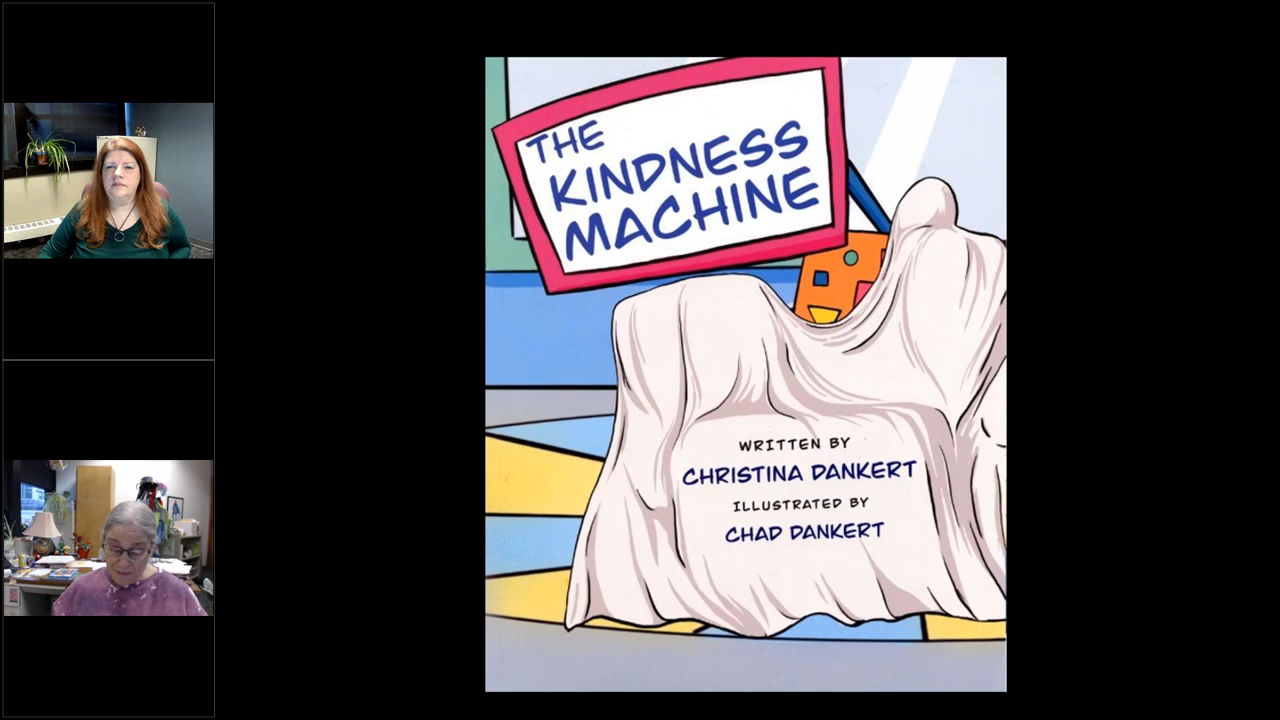 THE
KINDNESS
MACHINE
WRITTEN BY
CHRISTINA DANKERT
ILLUSTRATED BY
CHAD DANKERT